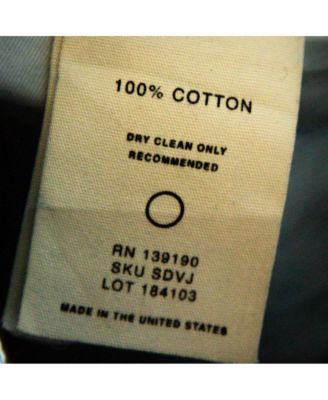 100% COTTON
DRY CLEAN ONLY
RECOMMENDED
RN 139190
SKU SDVJ
LOT 184103
MADE IN THE UNITED STATES